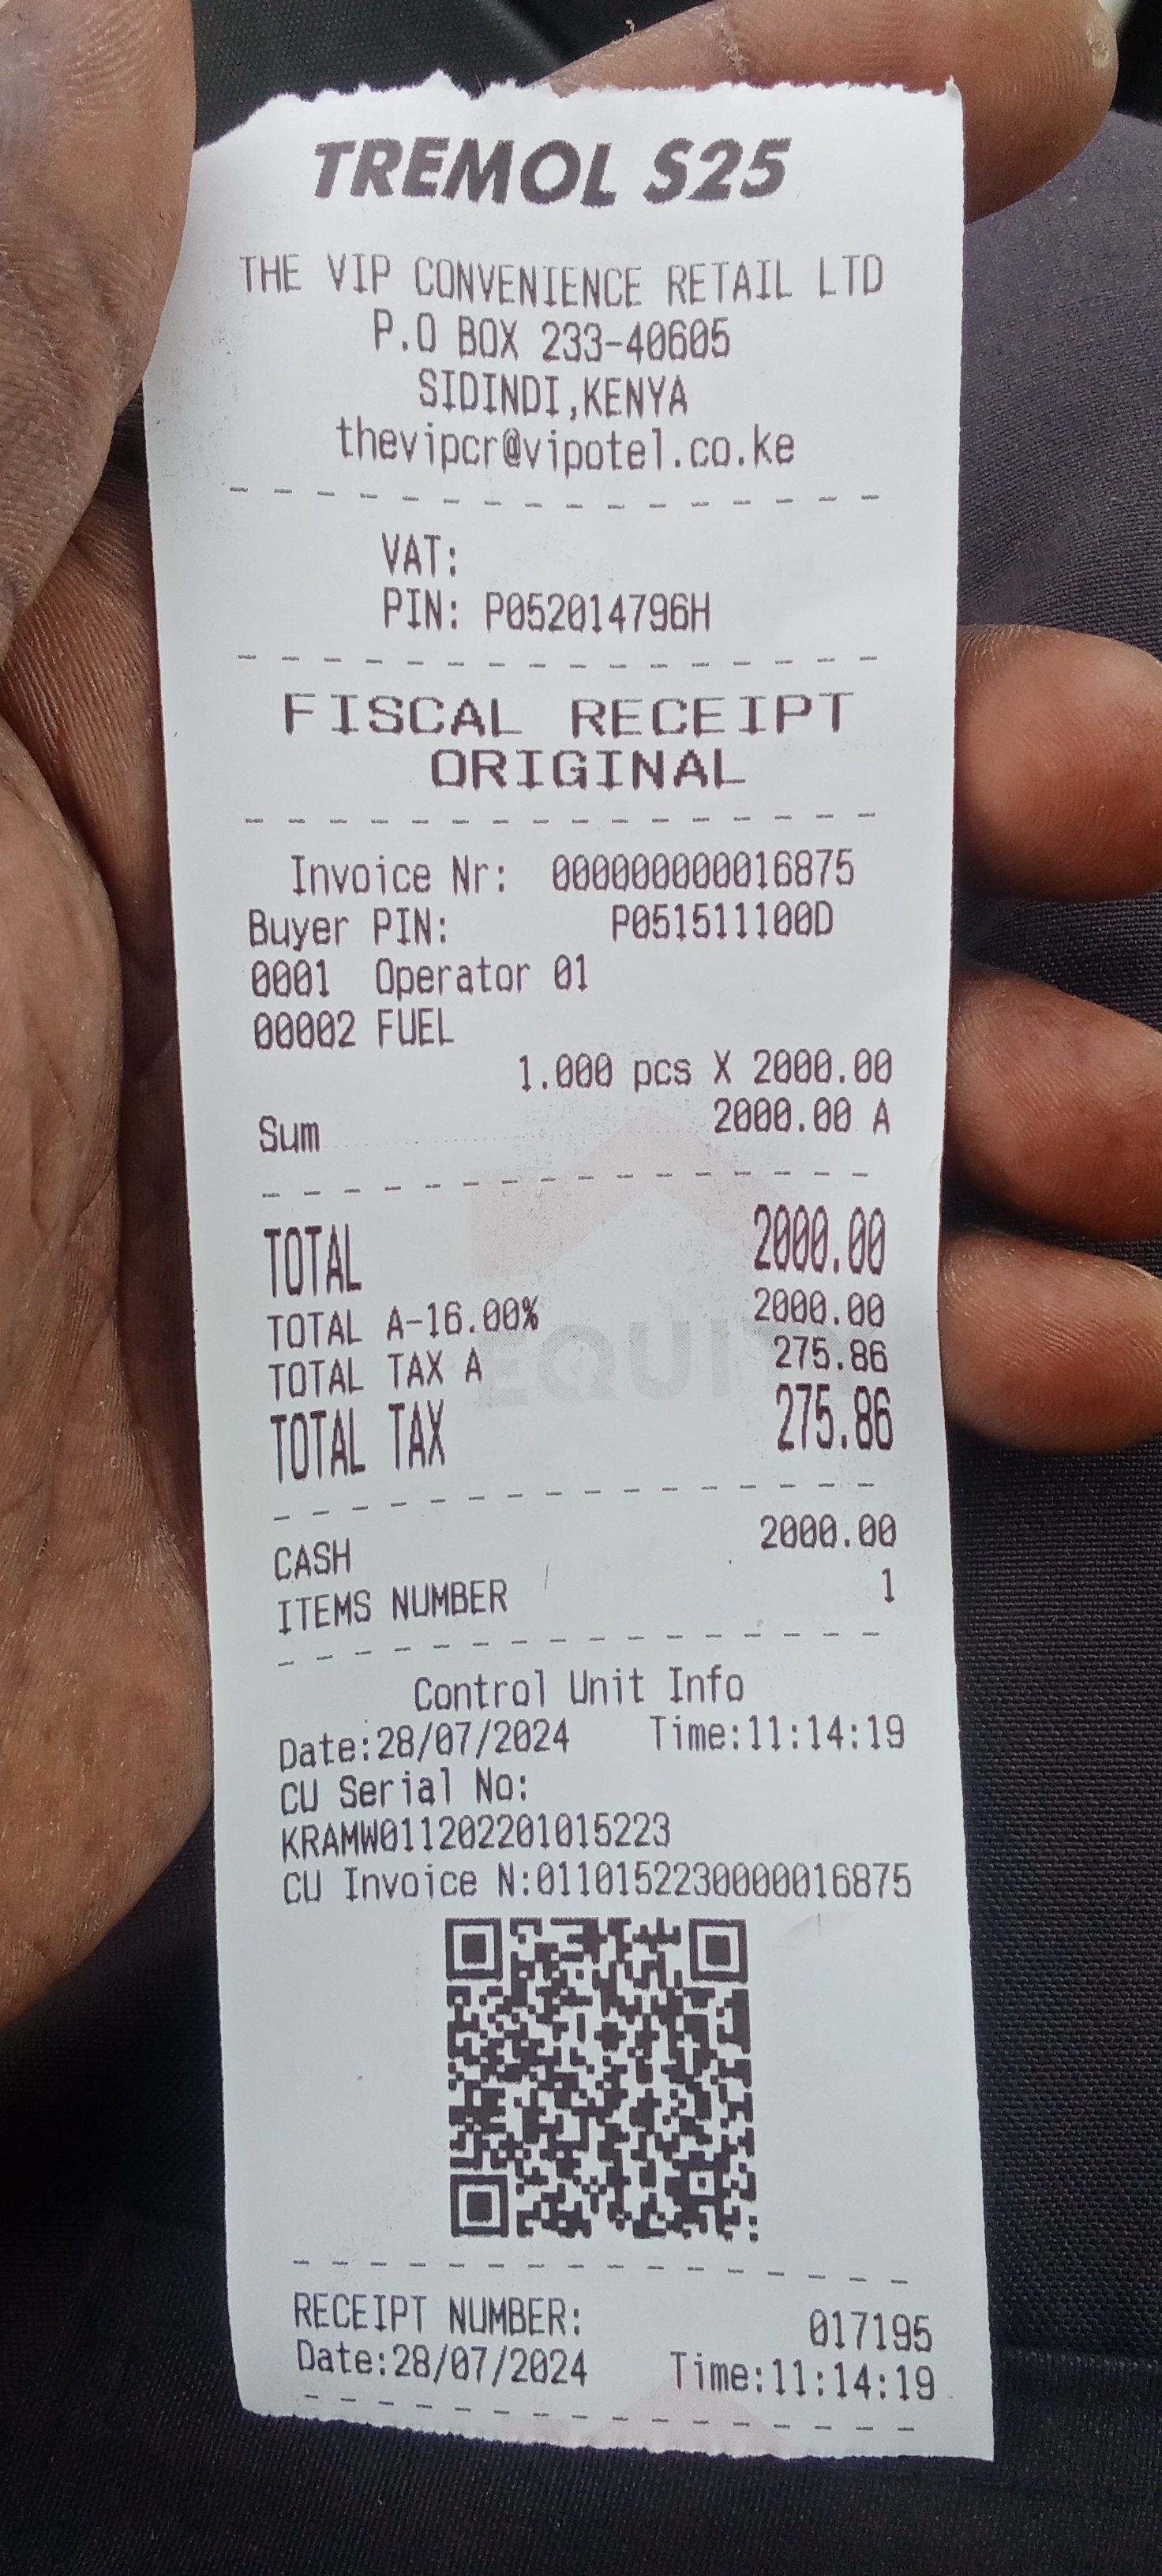 TREMOL S25
THE VIP CONVENIENCE RETAIL LTD
P.O BOX 233-40605
SIDINDI,KENYA
thevipcr@vipotel.co.ke
VAT:
PIN: P052014796H
FISCAL RECEIPT
ORIGINAL
Invoice Nr: 000000000016875
Buyer PIN: P051511100D
0001 Operator 01
00002 FUEL
1.000 pcs X 2000.00
Sum 2000.00 A
TOTAL 2000.00
TOTAL A-16.00% 2000.00
TOTAL TAX A 275.86
EQUITY
TOTAL TAX 275.86
CASH 2000.00
ITEMS NUMBER 1
Control Unit Info
Date:28/07/2024 Time:11:14:19
CU Serial No:
KRAMW011202201015223
CU Invoice N:0110152230000016875
RECEIPT NUMBER: 017195
Date:28/07/2024 Time:11:14:19